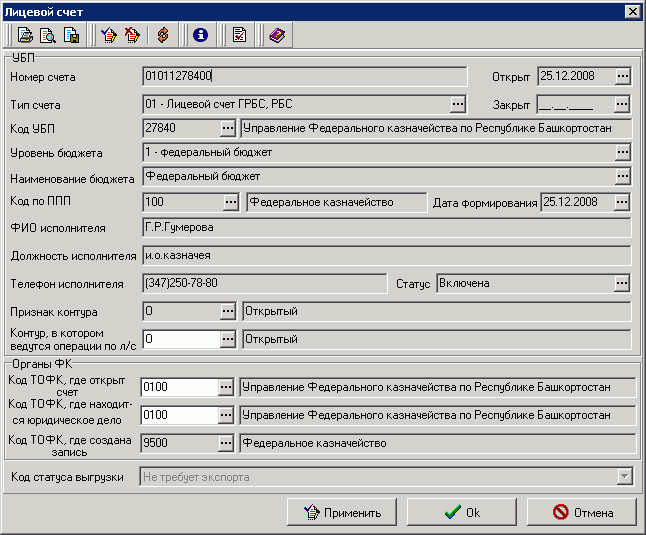 Лицевой счет
УБП
Номер счета 01011278400 Открыт 25.12.2008 ...
Тип счета 01 - Лицевой счет ГРБС, РБС ... Закрыт __.__.____ ...
Код УБП 27840 ... Управление Федерального казначейства по Республике Башкортостан
Уровень бюджета 1 - федеральный бюджет ...
Наименование бюджета Федеральный бюджет ...
Код по ППП 100 ... Федеральное казначейство Дата формирования 25.12.2008 ...
ФИО исполнителя Г.Р.Гумерова
Должность исполнителя и.о.казначея
Телефон исполнителя (347)250-78-80 Статус Включена ...
Признак контура О ... Открытый
Контур, в котором
ведутся операции по л/с О ... Открытый
Органы ФК
Код ТОФК, где открыт
счет 0100 ... Управление Федерального казначейства по Республике Башкортостан
Код ТОФК, где находит-
ся юридическое дело 0100 ... Управление Федерального казначейства по Республике Башкортостан
Код ТОФК, где создана
запись 9500 ... Федеральное казначейство
Код статуса выгрузки Не требует экспорта
Применить Ok Отмена